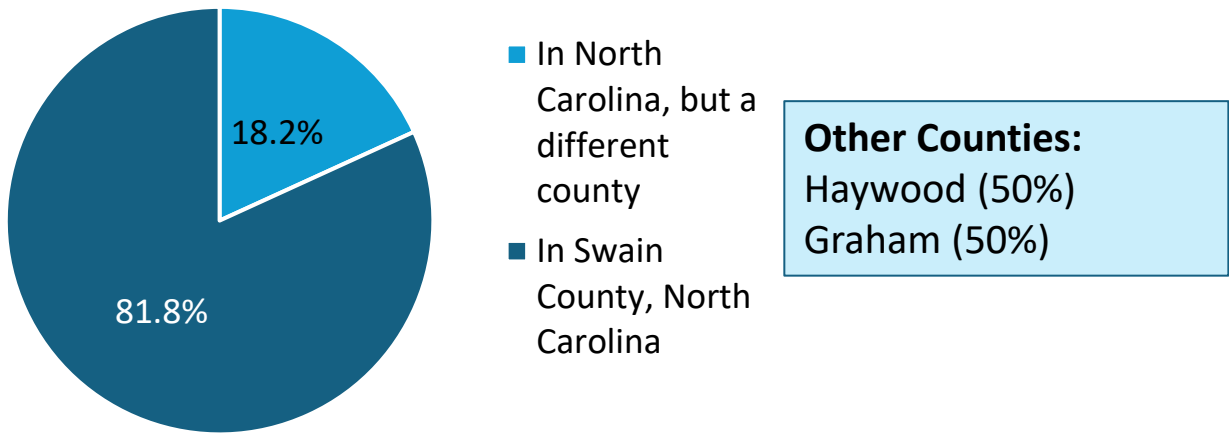 18.2%
81.8%
In North
Carolina, but a
different
county
In Swain
County, North
Carolina
Other Counties:
Haywood (50%)
Graham (50%)